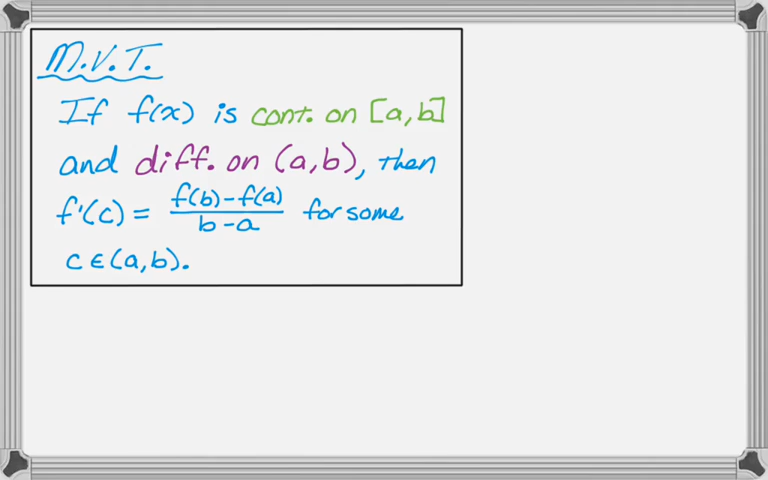 M.V.T.
If f(x) is cont. on [a,b]
and diff. on (a,b), then
f'(c) = f(b)-f(a) / b-a for some
c ∈ (a,b).